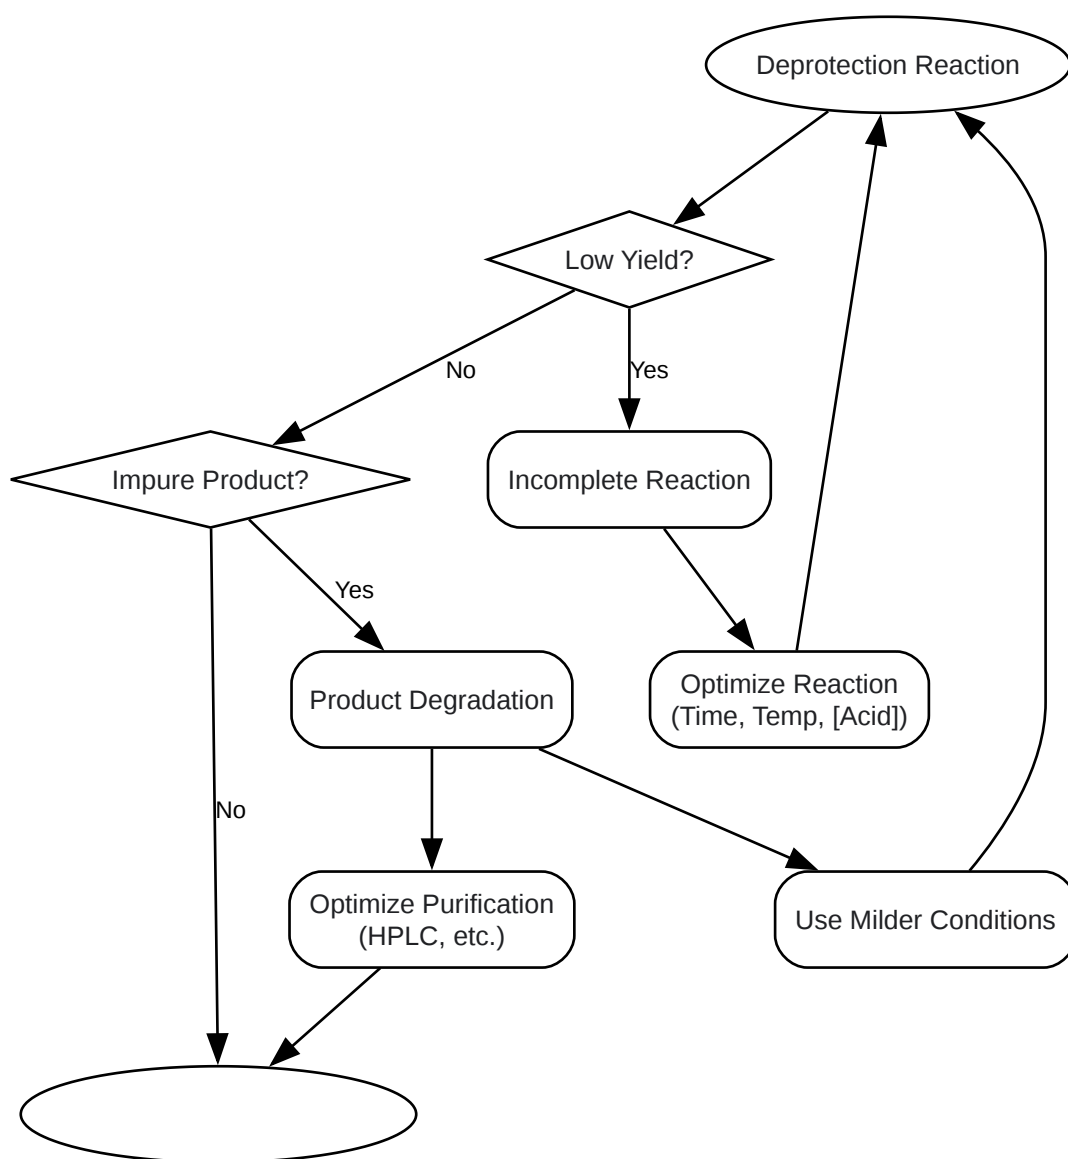 Deprotection Reaction
Low Yield?
No
Yes
Impure Product?
Incomplete Reaction
Yes
Product Degradation
Optimize Reaction
(Time, Temp, [Acid])
No
Optimize Purification
(HPLC, etc.)
Use Milder Conditions